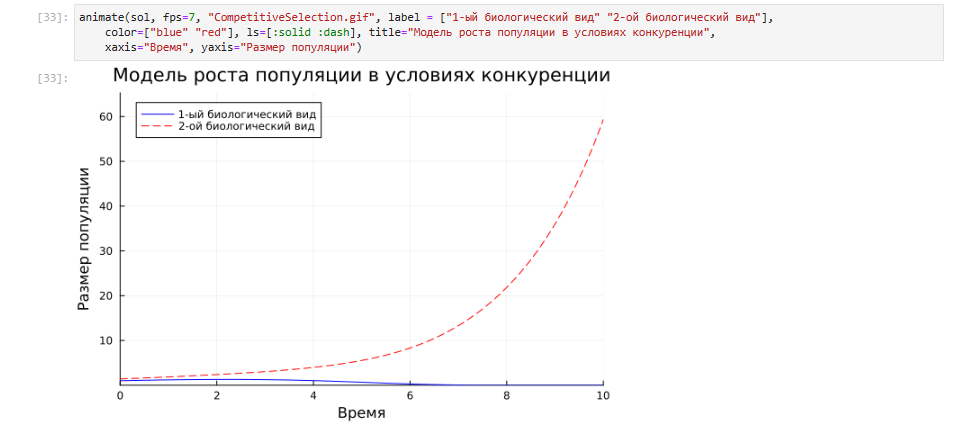 [33]: animate(sol, fps=7, "CompetitiveSelection.gif", label = ["1-ый биологический вид" "2-ой биологический вид"],
color=["blue" "red"], ls=[:solid :dash], title="Модель роста популяции в условиях конкуренции",
xaxis="Время", yaxis="Размер популяции")
[33]:
Модель роста популяции в условиях конкуренции
1-ый биологический вид
2-ой биологический вид
60
50
40
30
20
10
Размер популяции
0 2 4 6 8 10
Время